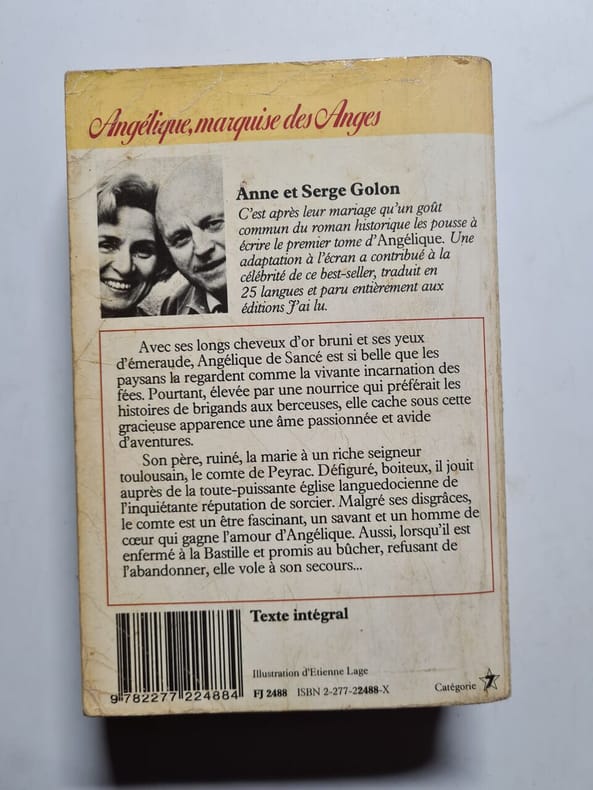 Angélique, marquise des Anges
Anne et Serge Golon
C'est après leur mariage qu'un goût
commun du roman historique les pousse à
écrire le premier tome d'Angélique. Une
adaptation à l'écran a contribué à la
célébrité de ce best-seller, traduit en
25 langues et paru entièrement aux
éditions J'ai lu.
Avec ses longs cheveux d'or bruni et ses yeux
d'émeraude, Angélique de Sancé est si belle que les
paysans la regardent comme la vivante incarnation des
fées. Pourtant, élevée par une nourrice qui préférait les
histoires de brigands aux berceuses, elle cache sous cette
gracieuse apparence une âme passionnée et avide
d'aventures.
Son père, ruiné, la marie à un riche seigneur
toulousain, le comte de Peyrac. Défiguré, boiteux, il jouit
auprès de la toute-puissante église languedocienne de
l'inquiétante réputation de sorcier. Malgré ses disgrâces,
le comte est un être fascinant, un savant et un homme de
cœur qui gagne l'amour d'Angélique. Aussi, lorsqu'il est
enfermé à la Bastille et promis au bûcher, refusant de
l'abandonner, elle vole à son secours...
Texte intégral
Illustration d'Etienne Lage
9 782277 224884 FJ 2488 ISBN 2-277-22488-X Catégorie 7